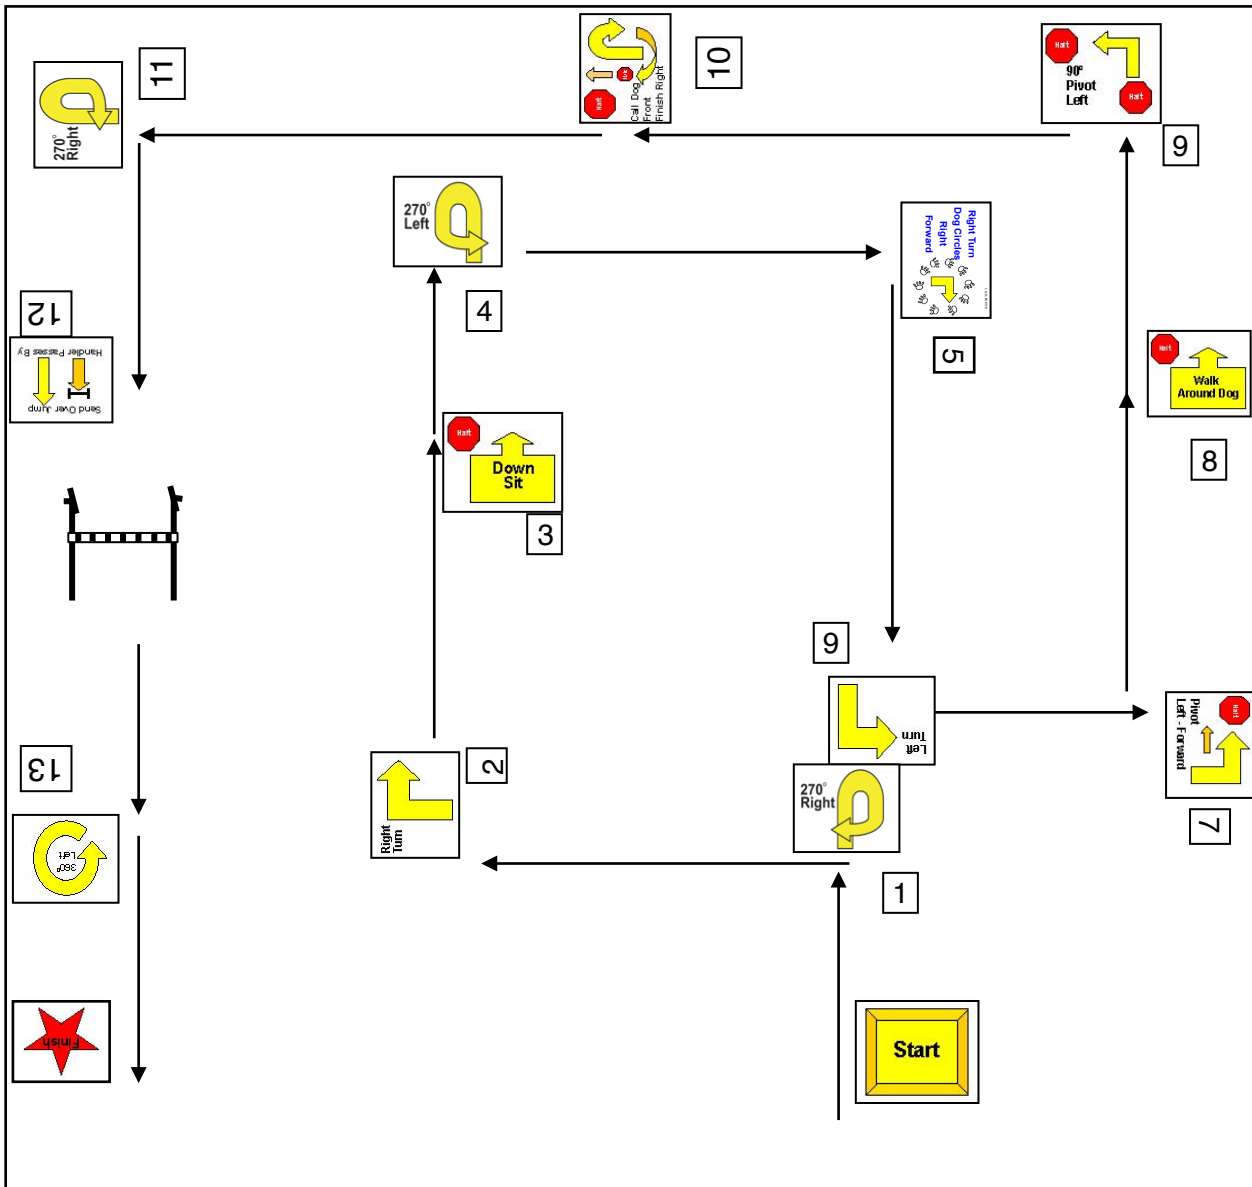 11
270°
Right
10
Halt
Halt
Call Dog
Front
Finish Right
Halt
90°
Pivot
Left
Halt
9
270°
Left
4
Right Turn
Dog Circles
Right
Forward
5
12
Send Over Jump
Handler Passes By
Halt
Down
Sit
3
Halt
Walk
Around Dog
8
6
Left
Turn
Halt
Pivot
Left - Forward
7
13
360°
Left
2
Right
Turn
270°
Right
1
Finish
Start